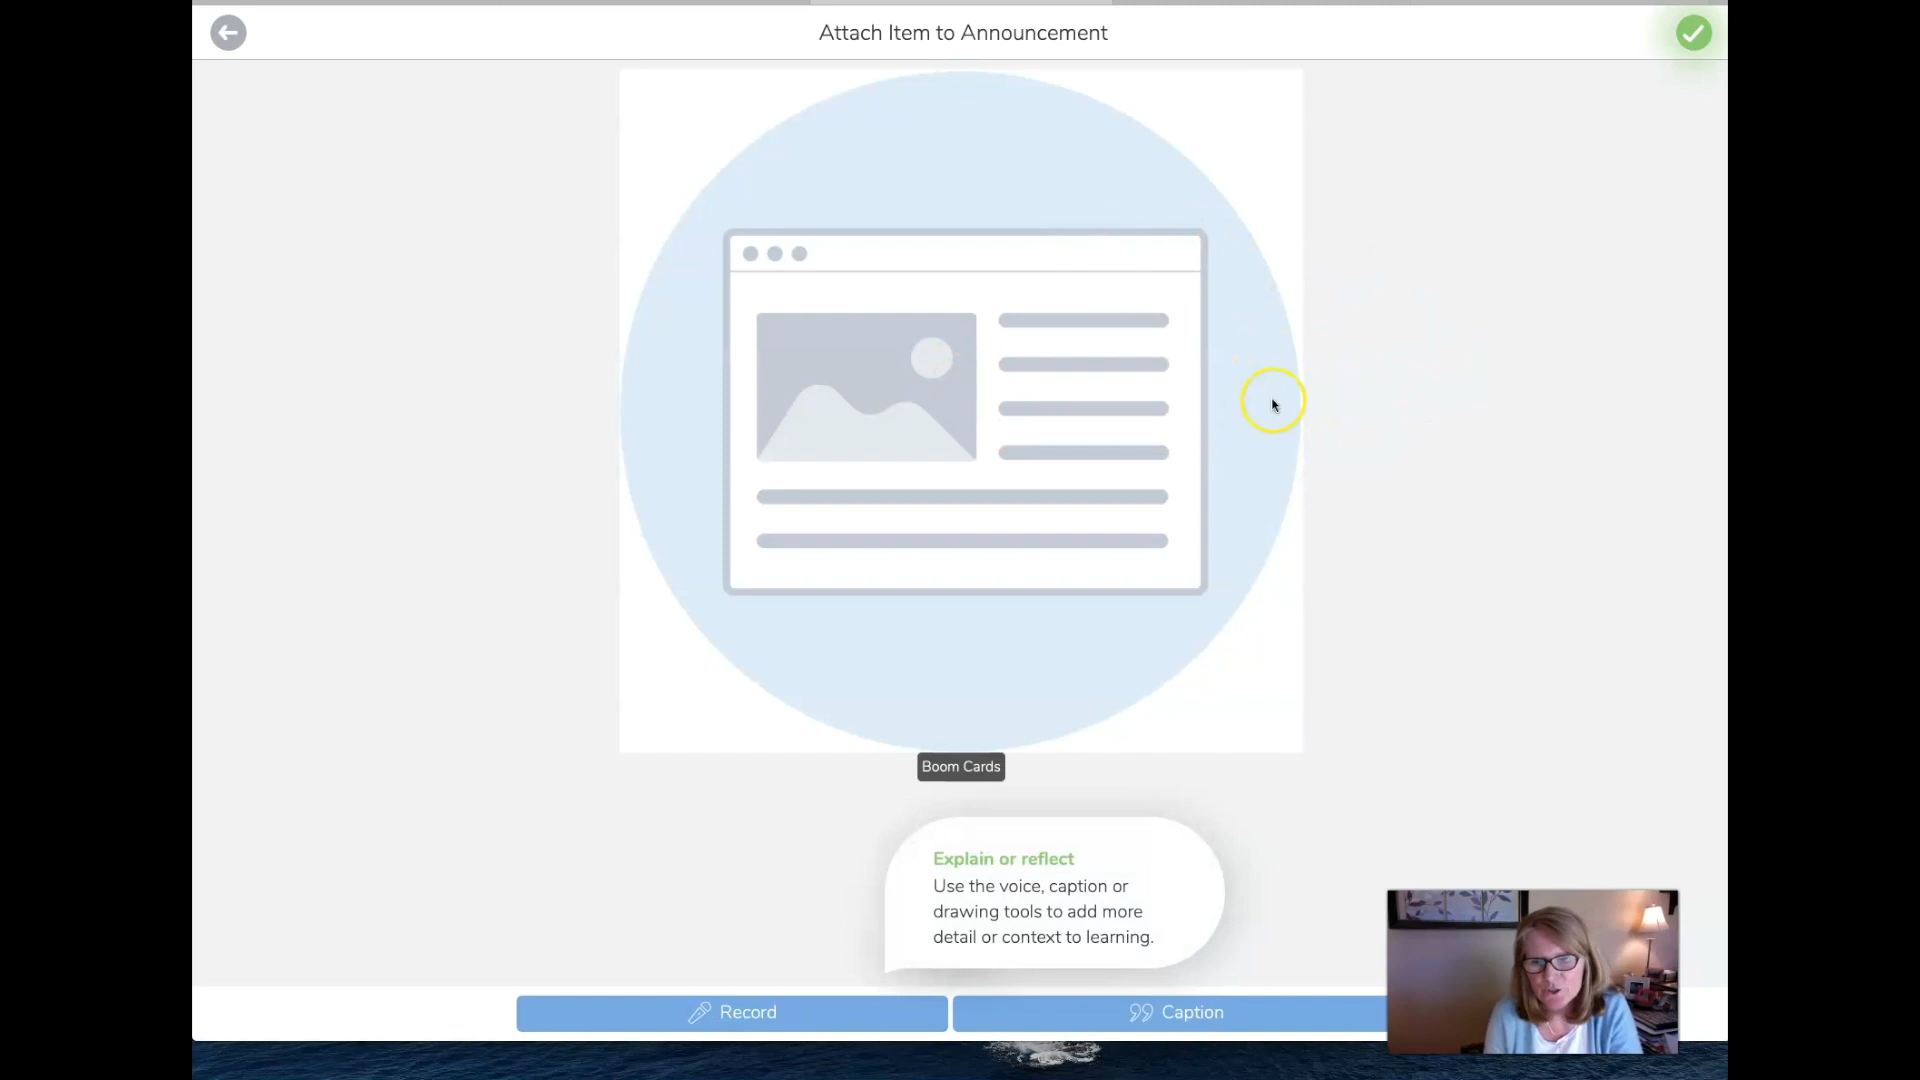 Attach Item to Announcement
Boom Cards
Explain or reflect
Use the voice, caption or
drawing tools to add more
detail or context to learning.
Record
Caption